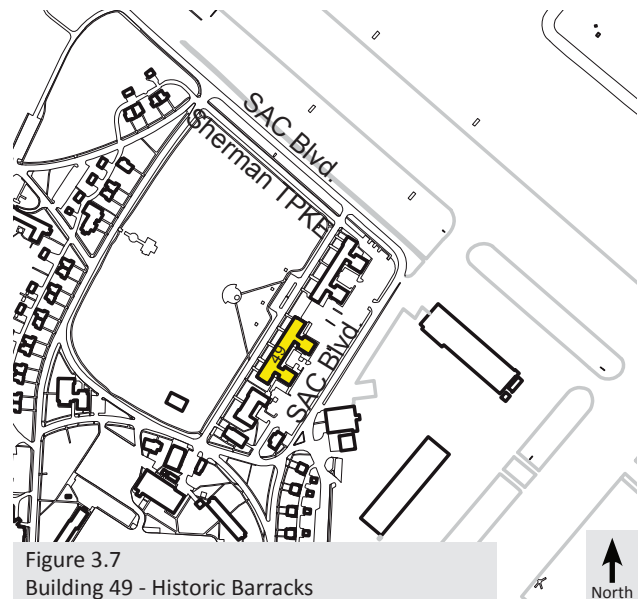 SAC Blvd.
Sherman TPKE
49
SAC Blvd.
Figure 3.7
Building 49 - Historic Barracks
North